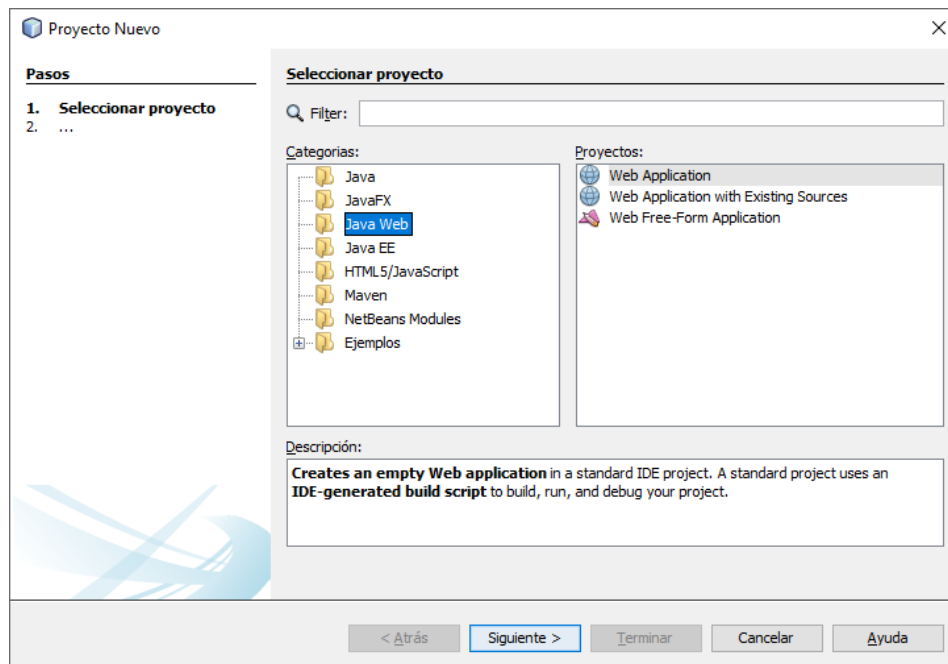 Proyecto Nuevo
Pasos
1. Seleccionar proyecto
2. ...
Seleccionar proyecto
Filter:
Categorias:
Java
JavaFX
Java Web
Java EE
HTML5/JavaScript
Maven
NetBeans Modules
Ejemplos
Proyectos:
Web Application
Web Application with Existing Sources
Web Free-Form Application
Descripción:
Creates an empty Web application in a standard IDE project. A standard project uses an
IDE-generated build script to build, run, and debug your project.
< Atrás
Siguiente >
Terminar
Cancelar
Ayuda